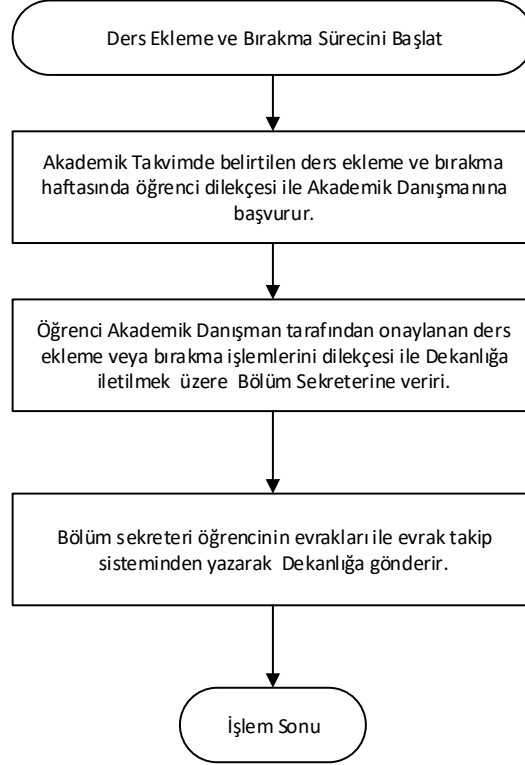 Ders Ekleme ve Bırakma Sürecini Başlat
Akademik Takvimde belirtilen ders ekleme ve bırakma
haftasında öğrenci dilekçesi ile Akademik Danışmanına
başvurur.
Öğrenci Akademik Danışman tarafından onaylanan ders
ekleme veya bırakma işlemlerini dilekçesi ile Dekanlığa
iletilmek üzere Bölüm Sekreterine veriri.
Bölüm sekreteri öğrencinin evrakları ile evrak takip
sisteminden yazarak Dekanlığa gönderir.
İşlem Sonu